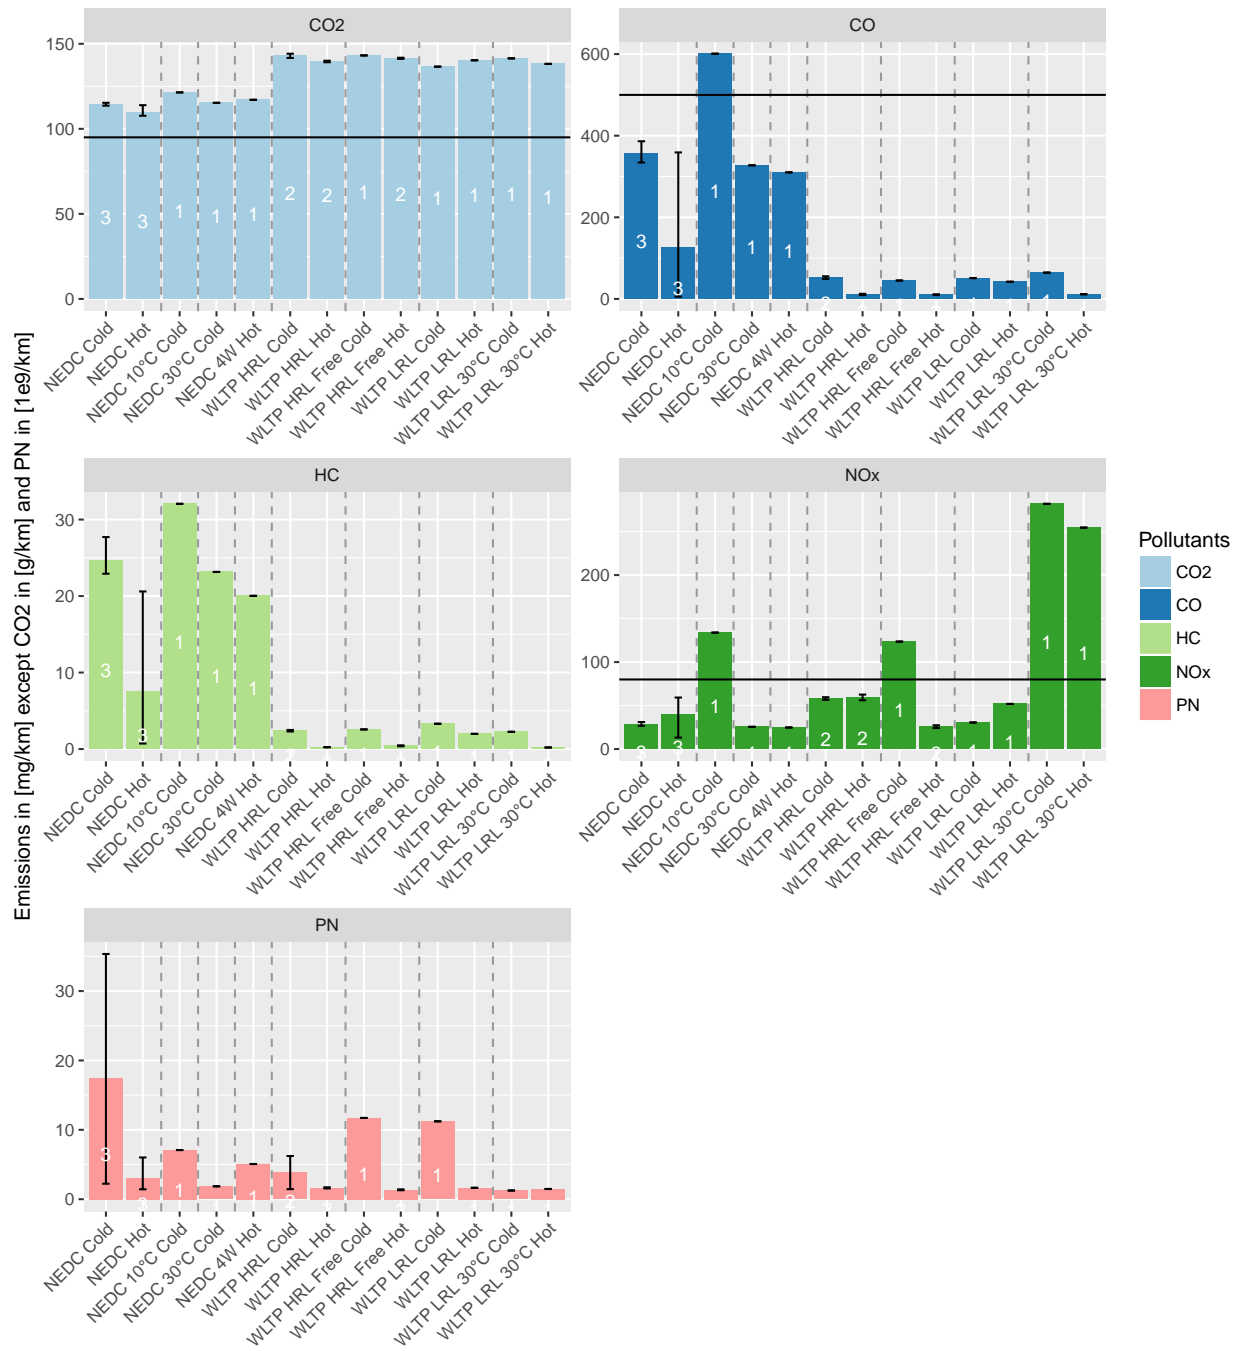 Emissions in [mg/km] except CO2 in [g/km] and PN in [1e9/km]
CO2
150
100
50
0
3
3
1
1
1
2
2
1
2
1
1
1
1
NEDC Cold
NEDC Hot
NEDC 10°C Cold
NEDC 30°C Cold
NEDC 4W Hot
WLTP HRL Cold
WLTP HRL Hot
WLTP HRL Free Cold
WLTP HRL Free Hot
WLTP LRL Cold
WLTP LRL Hot
WLTP LRL 30°C Cold
WLTP LRL 30°C Hot
CO
600
400
200
0
3
3
1
1
1
1
NEDC Cold
NEDC Hot
NEDC 10°C Cold
NEDC 30°C Cold
NEDC 4W Hot
WLTP HRL Cold
WLTP HRL Hot
WLTP HRL Free Cold
WLTP HRL Free Hot
WLTP LRL Cold
WLTP LRL Hot
WLTP LRL 30°C Cold
WLTP LRL 30°C Hot
HC
30
20
10
0
3
3
1
1
1
NEDC Cold
NEDC Hot
NEDC 10°C Cold
NEDC 30°C Cold
NEDC 4W Hot
WLTP HRL Cold
WLTP HRL Hot
WLTP HRL Free Cold
WLTP HRL Free Hot
WLTP LRL Cold
WLTP LRL Hot
WLTP LRL 30°C Cold
WLTP LRL 30°C Hot
NOx
200
100
0
3
1
2
2
1
1
1
1
1
NEDC Cold
NEDC Hot
NEDC 10°C Cold
NEDC 30°C Cold
NEDC 4W Hot
WLTP HRL Cold
WLTP HRL Hot
WLTP HRL Free Cold
WLTP HRL Free Hot
WLTP LRL Cold
WLTP LRL Hot
WLTP LRL 30°C Cold
WLTP LRL 30°C Hot
Pollutants
CO2
CO
HC
NOx
PN
PN
30
20
10
0
3
3
1
1
2
1
1
NEDC Cold
NEDC Hot
NEDC 10°C Cold
NEDC 30°C Cold
NEDC 4W Hot
WLTP HRL Cold
WLTP HRL Hot
WLTP HRL Free Cold
WLTP HRL Free Hot
WLTP LRL Cold
WLTP LRL Hot
WLTP LRL 30°C Cold
WLTP LRL 30°C Hot